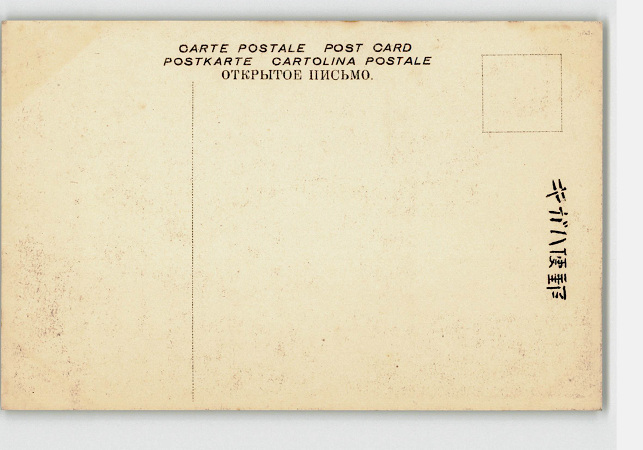 CARTE POSTALE POST CARD
POSTKARTE CARTOLINA POSTALE
ОТКРЫТОЕ ПИСЬМО.
郵便ハガキ